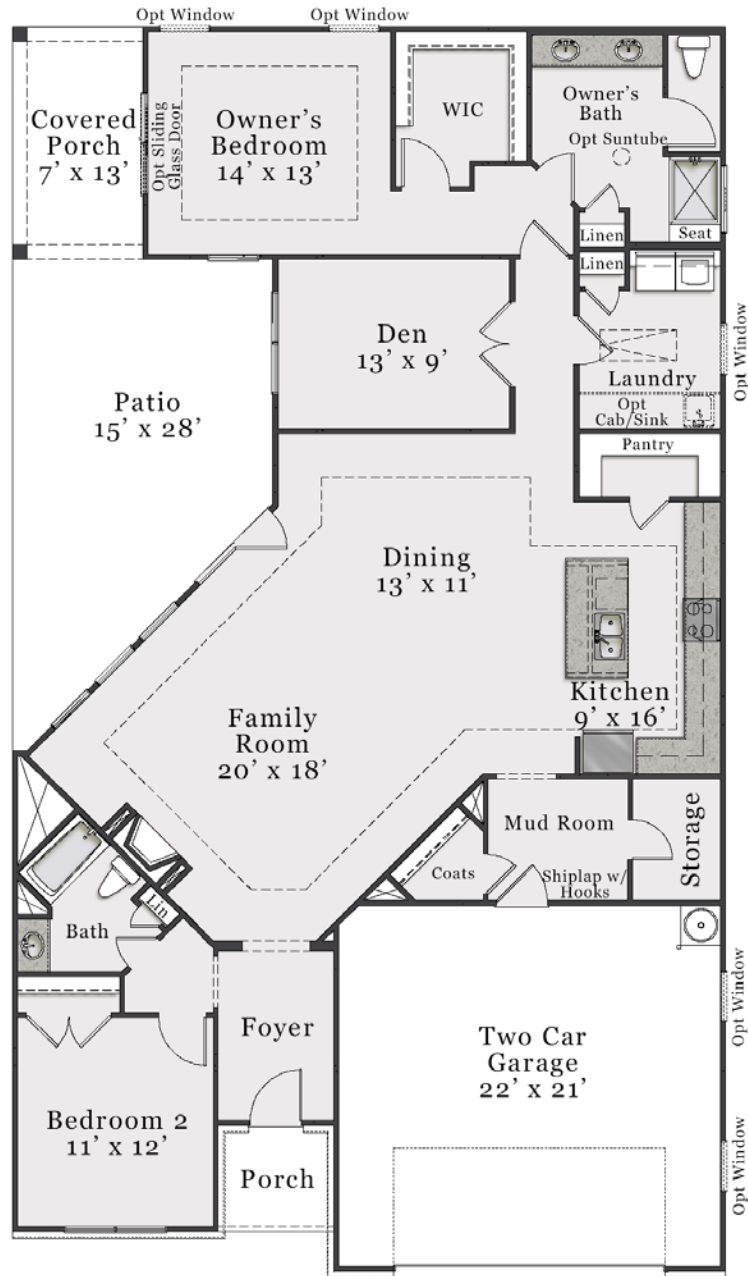 Opt Window
Opt Window
Covered
Porch
7’ x 13’
Opt Sliding
Glass Door
Owner’s
Bedroom
14’ x 13’
WIC
Owner’s
Bath
Opt Suntube
Linen
Seat
Linen
Den
13’ x 9’
Laundry
Opt
Cab/Sink
Opt Window
Patio
15’ x 28’
Pantry
Dining
13’ x 11’
Kitchen
9’ x 16’
Family
Room
20’ x 18’
Mud Room
Storage
Coats
Shiplap w/
Hooks
Lin
Bath
Foyer
Two Car
Garage
22’ x 21’
Opt Window
Bedroom 2
11’ x 12’
Porch
Opt Window